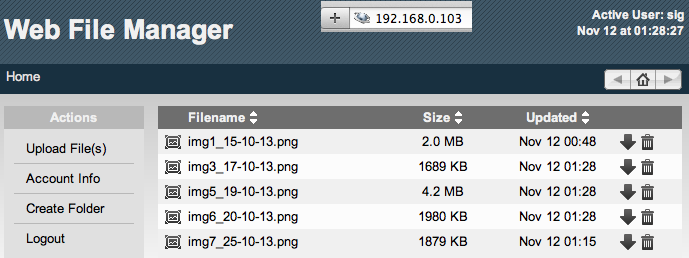 Web File Manager
192.168.0.103
Active User: sig
Nov 12 at 01:28:27
Home
Actions
Upload File(s)
Account Info
Create Folder
Logout
Filename Size Updated
img1_15-10-13.png 2.0 MB Nov 12 00:48
img3_17-10-13.png 1689 KB Nov 12 01:28
img5_19-10-13.png 4.2 MB Nov 12 01:28
img6_20-10-13.png 1980 KB Nov 12 01:28
img7_25-10-13.png 1879 KB Nov 12 01:15